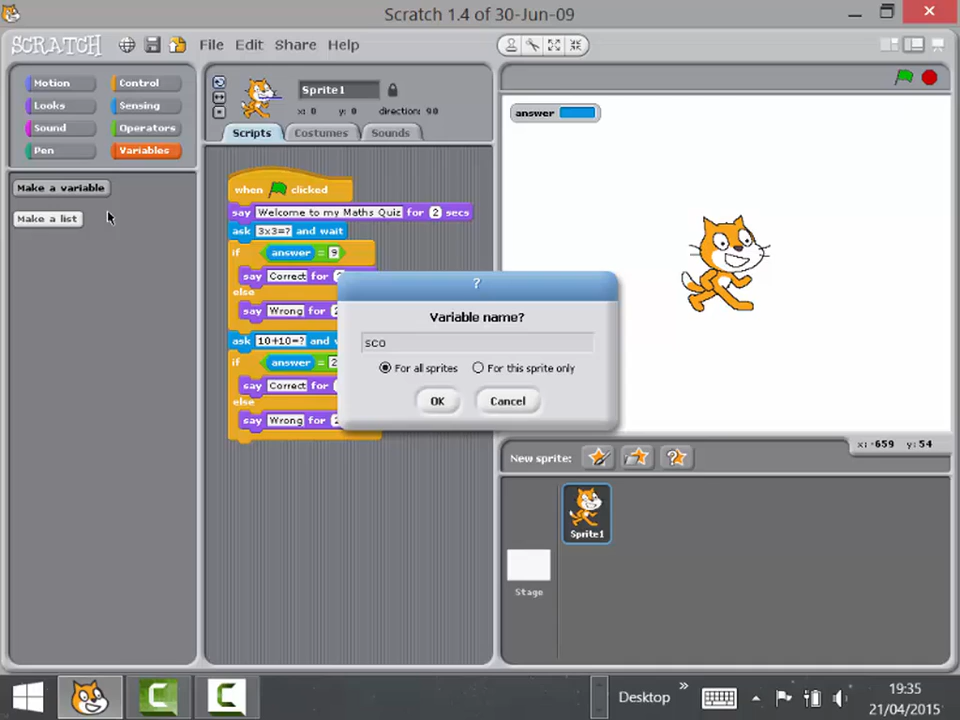 Scratch 1.4 of 30-Jun-09
SCRATCH File Edit Share Help
Motion Control
Looks Sensing
Sound Operators
Pen Variables
Make a variable
Make a list
Sprite1
x: 0 y: 0 direction: 90
Scripts Costumes Sounds
when clicked
say Welcome to my Maths Quiz for 2 secs
ask 3x3=? and wait
if answer = 9
say Correct for
else
say Wrong for 2
ask 10+10=? and w
if answer = 2
say Correct for
else
say Wrong for 2
?
Variable name?
sco
For all sprites For this sprite only
OK Cancel
answer
x: -659 y: 54
New sprite:
Sprite1
Stage
Desktop
19:35
21/04/2015